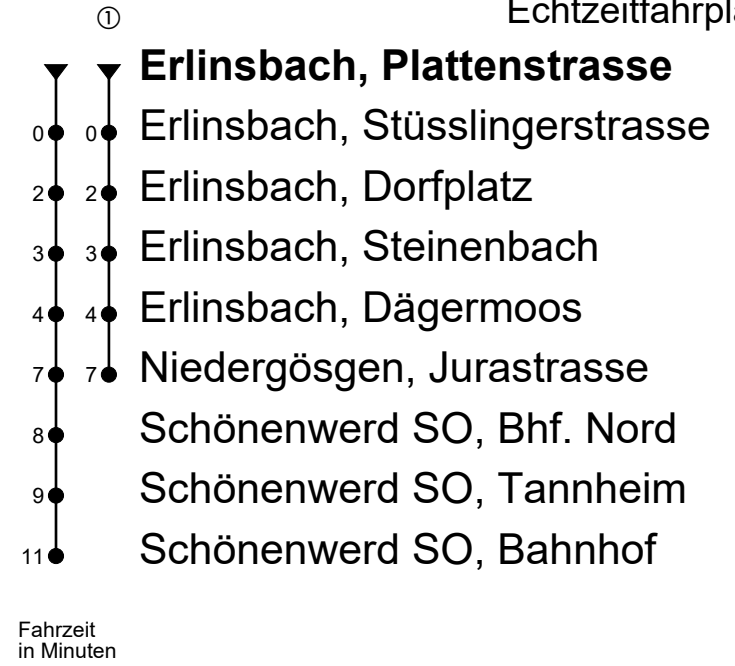 ① Echtzeitfahrpla
Erlinsbach, Plattenstrasse
0 0 Erlinsbach, Stüsslingerstrasse
2 2 Erlinsbach, Dorfplatz
3 3 Erlinsbach, Steinenbach
4 4 Erlinsbach, Dägermoos
7 7 Niedergösgen, Jurastrasse
8 Schönenwerd SO, Bhf. Nord
9 Schönenwerd SO, Tannheim
11 Schönenwerd SO, Bahnhof
Fahrzeit
in Minuten